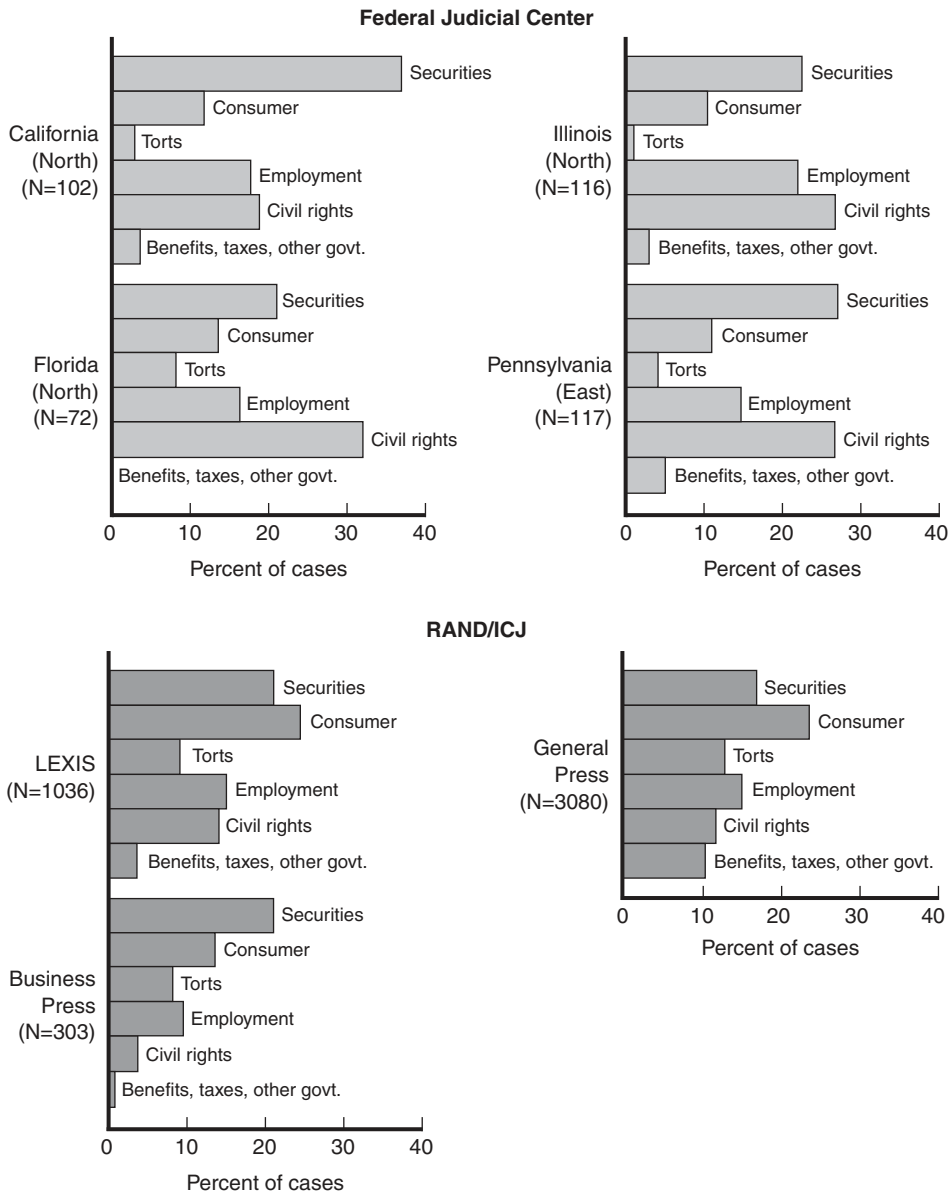 Federal Judicial Center
California
(North)
(N=102)
Securities
Consumer
Torts
Employment
Civil rights
Benefits, taxes, other govt.
Florida
(North)
(N=72)
Securities
Consumer
Torts
Employment
Civil rights
Benefits, taxes, other govt.
0 10 20 30 40
Percent of cases
Illinois
(North)
(N=116)
Securities
Consumer
Torts
Employment
Civil rights
Benefits, taxes, other govt.
Pennsylvania
(East)
(N=117)
Securities
Consumer
Torts
Employment
Civil rights
Benefits, taxes, other govt.
0 10 20 30 40
Percent of cases
RAND/ICJ
LEXIS
(N=1036)
Securities
Consumer
Torts
Employment
Civil rights
Benefits, taxes, other govt.
Business
Press
(N=303)
Securities
Consumer
Torts
Employment
Civil rights
Benefits, taxes, other govt.
0 10 20 30 40
Percent of cases
General
Press
(N=3080)
Securities
Consumer
Torts
Employment
Civil rights
Benefits, taxes, other govt.
0 10 20 30 40
Percent of cases